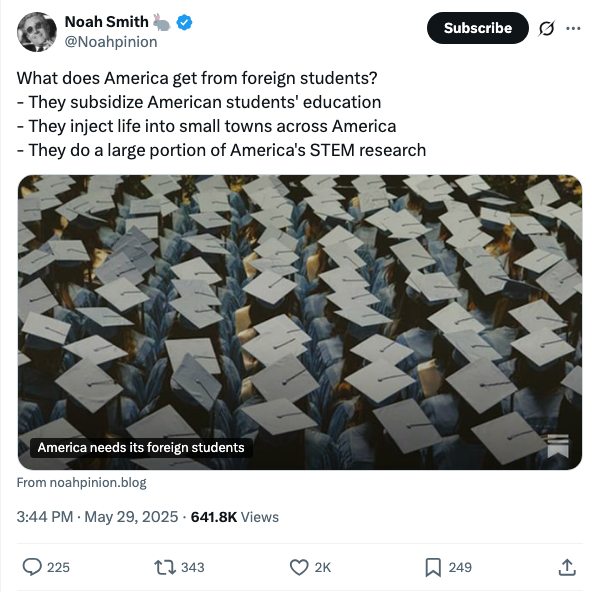 Noah Smith 🐇
Subscribe
@Noahpinion
What does America get from foreign students?
- They subsidize American students' education
- They inject life into small towns across America
- They do a large portion of America's STEM research
America needs its foreign students
From noahpinion.blog
3:44 PM · May 29, 2025 · 641.8K Views
225 343 2K 249